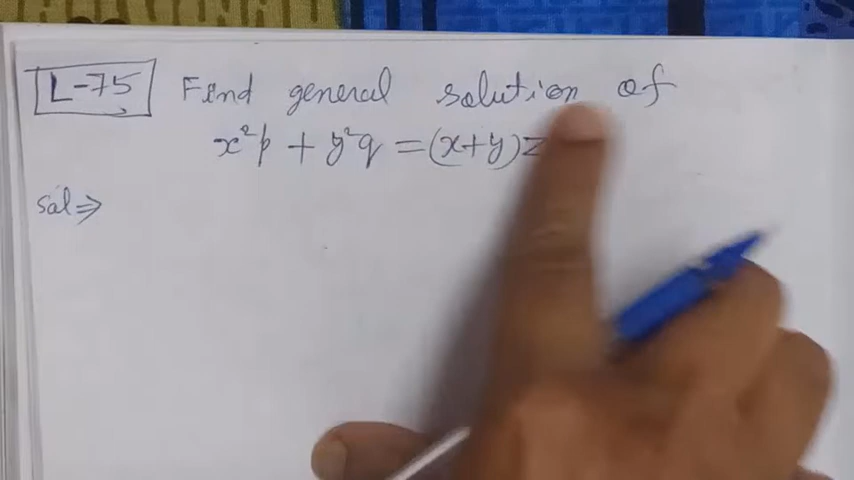 L-75 Find general solution of
x²p + y²q = (x+y)z
Sol ⇒